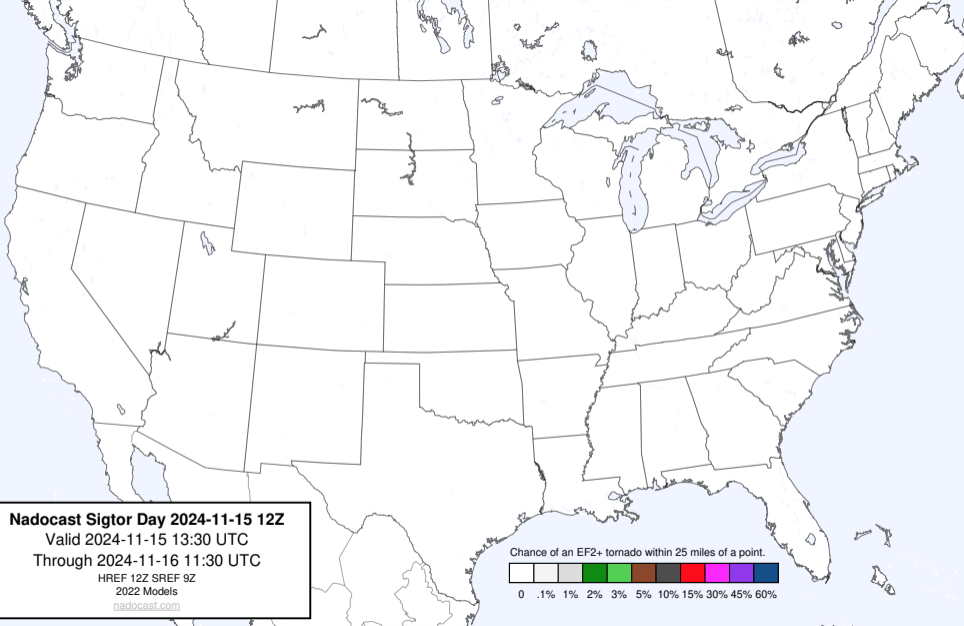 Nadocast Sigtor Day 2024-11-15 12Z
Valid 2024-11-15 13:30 UTC
Through 2024-11-16 11:30 UTC
HREF 12Z SREF 9Z
2022 Models
nadocast.com
Chance of an EF2+ tornado within 25 miles of a point.
0 .1% 1% 2% 3% 5% 10% 15% 30% 45% 60%